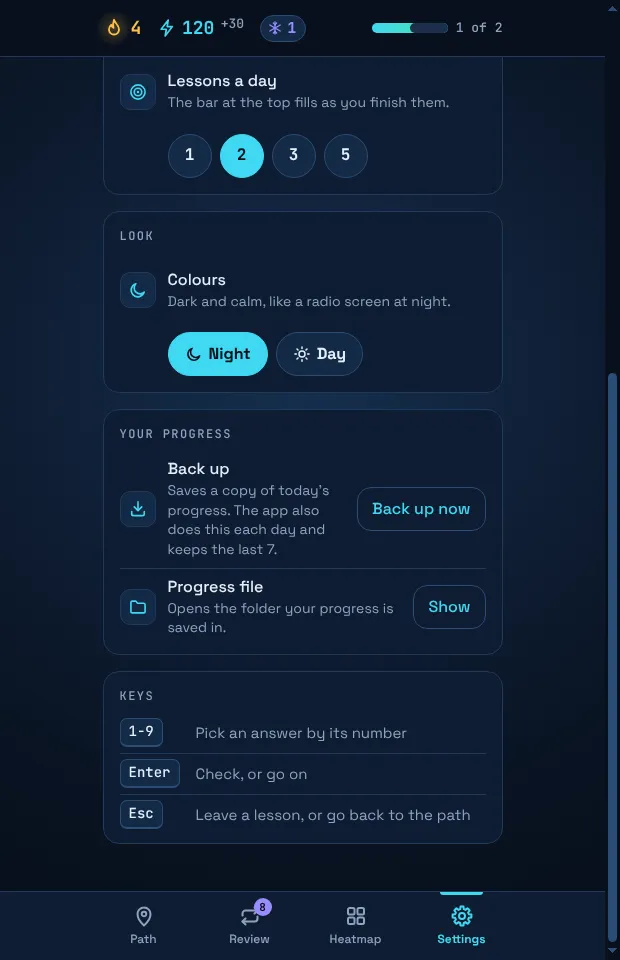 4 120 +30 1 1 of 2
Lessons a day
The bar at the top fills as you finish them.
1 2 3 5
LOOK
Colours
Dark and calm, like a radio screen at night.
Night Day
YOUR PROGRESS
Back up
Saves a copy of today's
progress. The app also
does this each day and
keeps the last 7.
Back up now
Progress file
Opens the folder your progress is
saved in.
Show
KEYS
1-9 Pick an answer by its number
Enter Check, or go on
Esc Leave a lesson, or go back to the path
8
Path Review Heatmap Settings